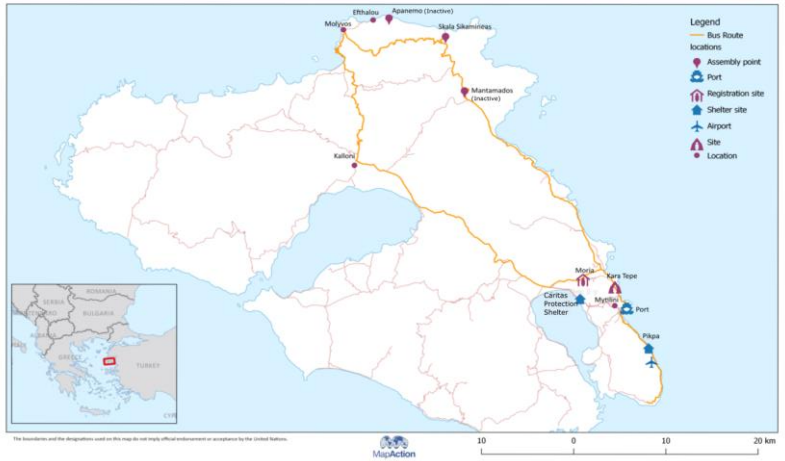 Efthalou
Apanemo (Inactive)
Molyvos
Skala Sikamineas
Mantamados
(Inactive)
Kalloni
Moria
Kara Tepe
Caritas
Protection
Shelter
Mytilini
Port
Pikpa
Legend
Bus Route
locations
Assembly point
Port
Registration site
Shelter site
Airport
Site
Location
ROMANIA
SERBIA
BULGARIA
GREECE
TURKEY
CYP
The boundaries and the designations used on this map do not imply official endorsement or acceptance by the United Nations.
MapAction
10 0 10 20 km